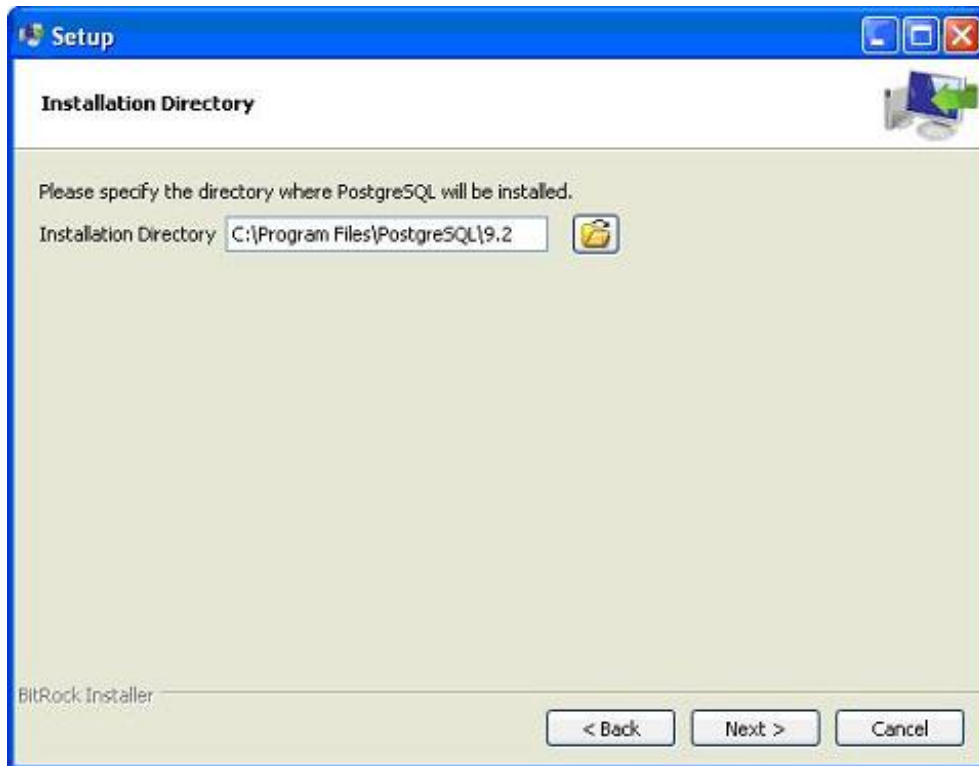 Setup
Installation Directory
Please specify the directory where PostgreSQL will be installed.
Installation Directory C:\Program Files\PostgreSQL\9.2
BitRock Installer
< Back Next > Cancel